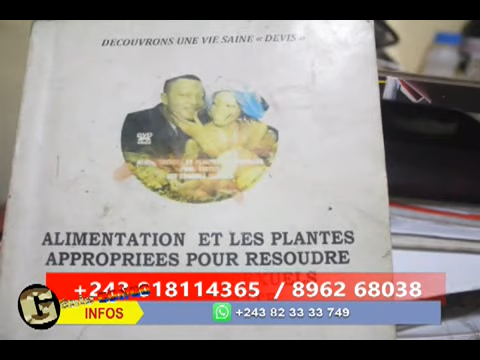 DECOUVRONS UNE VIE SAINE « DEVIS »
DVD
ALIMENTATION ET LES PLANTES
APPROPRIEES POUR RESOUDRE
+243 818114365 / 8962 68038
INFOS
+243 82 33 33 749